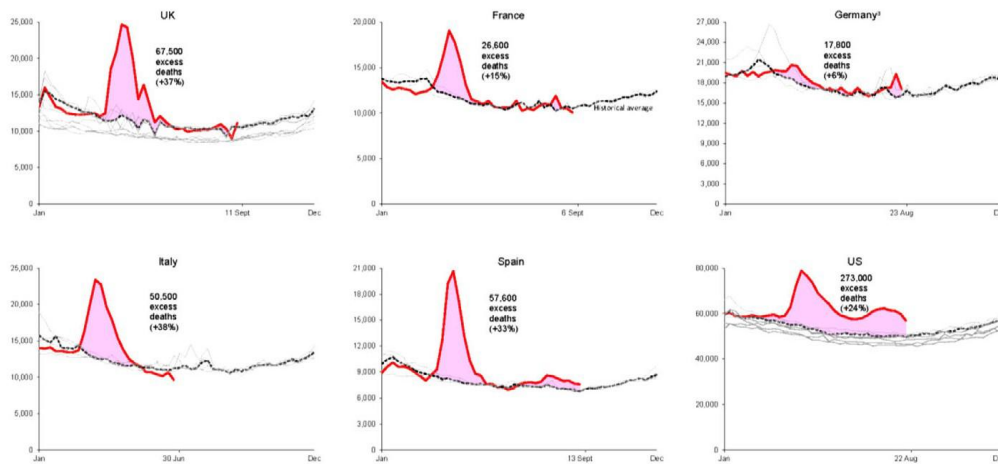 UK
25,000
20,000
15,000
10,000
5,000
0
Jan
11 Sept
Dec
67,500
excess
deaths
(+37%)
France
20,000
15,000
10,000
5,000
0
Jan
6 Sept
Dec
26,600
excess
deaths
(+15%)
Historical average
Germany³
27,000
24,000
21,000
18,000
15,000
12,000
9,000
6,000
3,000
0
Jan
23 Aug
17,800
excess
deaths
(+6%)
Italy
25,000
20,000
15,000
10,000
5,000
0
Jan
30 Jun
Dec
50,500
excess
deaths
(+38%)
Spain
21,000
18,000
15,000
12,000
9,000
6,000
3,000
0
Jan
13 Sept
Dec
57,600
excess
deaths
(+33%)
US
80,000
60,000
40,000
20,000
0
Jan
22 Aug
273,000
excess
deaths
(+24%)